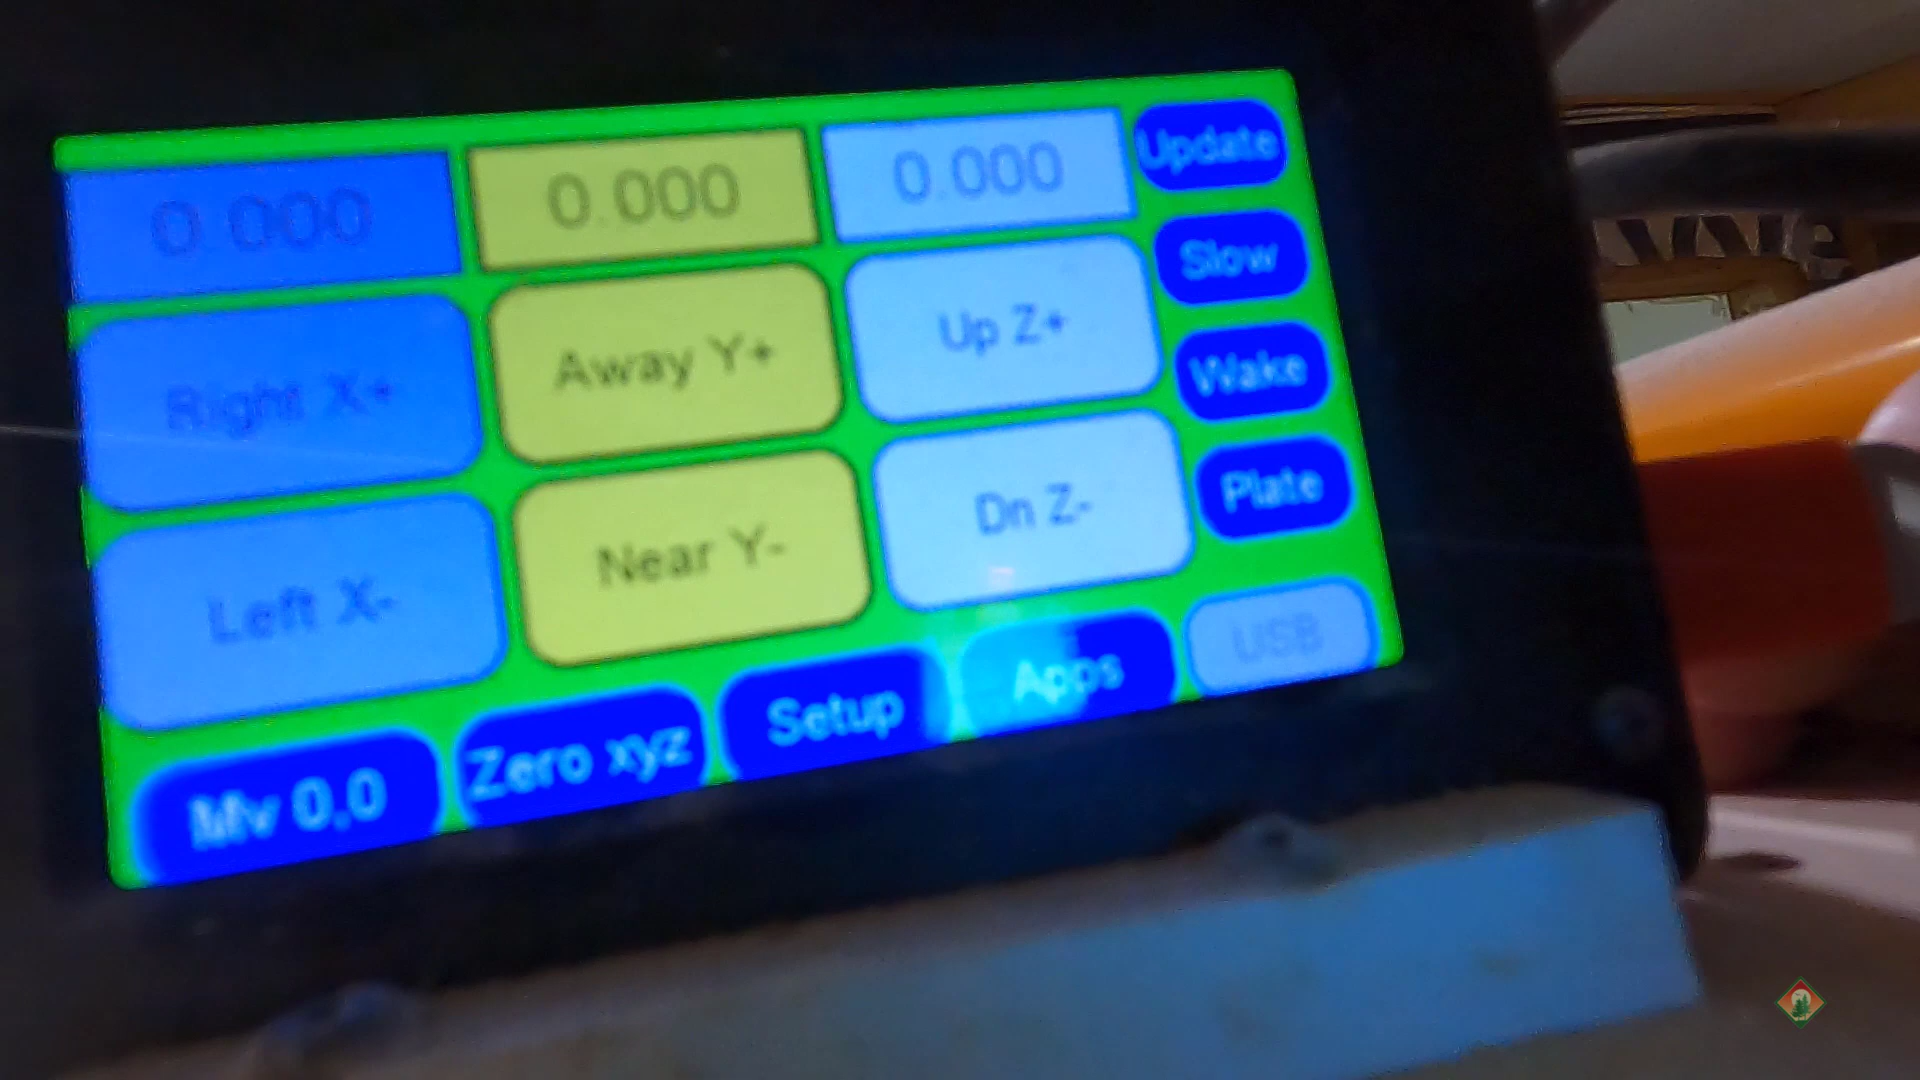 0.000 0.000 0.000 Update
Slow
Right X+ Away Y+ Up Z+
Wake
Left X- Near Y- Dn Z- Plate
Mv 0,0 Zero xyz Setup Apps USB